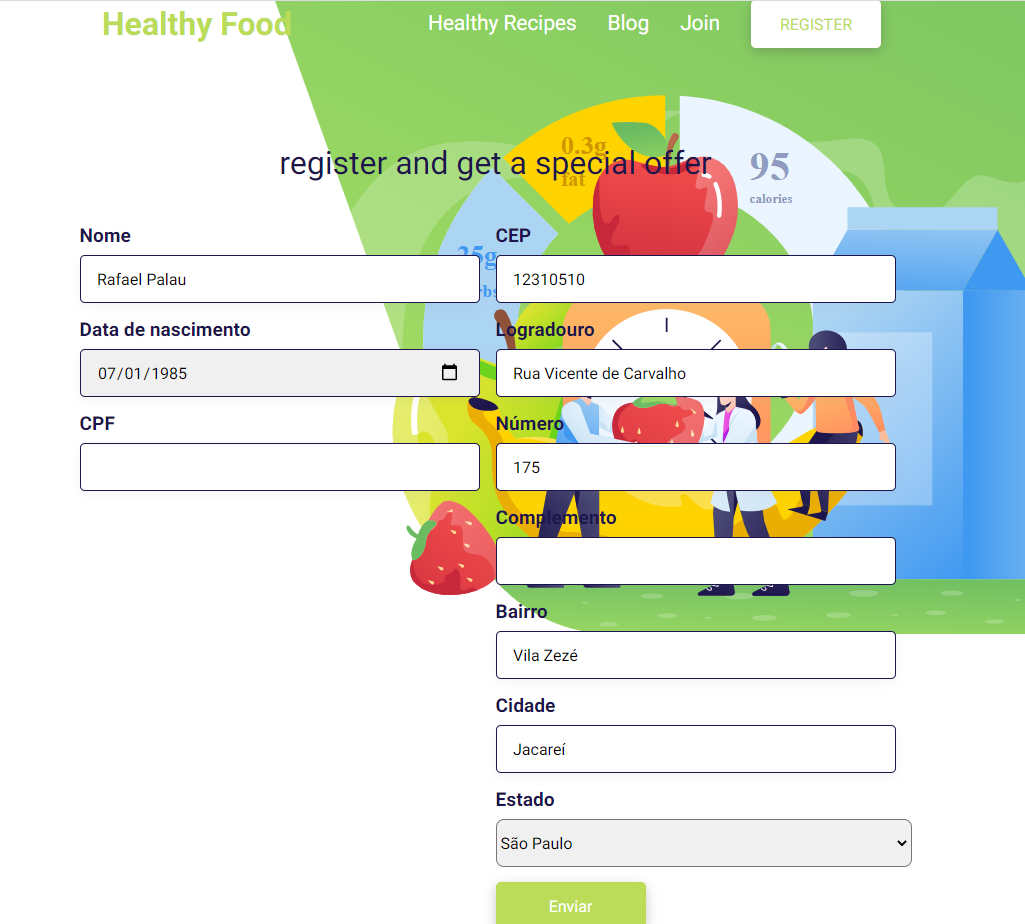 Healthy Food
Healthy Recipes
Blog
Join
REGISTER
register and get a special offer
0.3g
fat
95
calories
25g
Nome
Rafael Palau
Data de nascimento
07/01/1985
CPF
CEP
12310510
Logradouro
Rua Vicente de Carvalho
Número
175
Complemento
Bairro
Vila Zezé
Cidade
Jacareí
Estado
São Paulo
Enviar